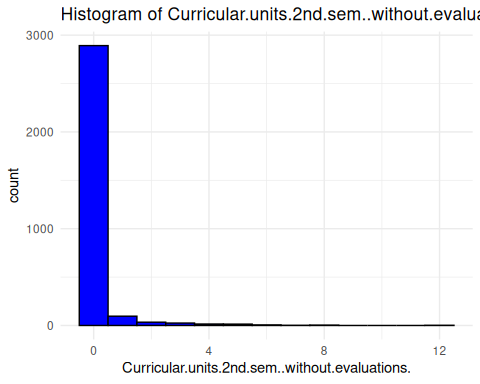 Histogram of Curricular.units.2nd.sem..without.evalua
3000
2000
1000
0
count
0 4 8 12
Curricular.units.2nd.sem..without.evaluations.